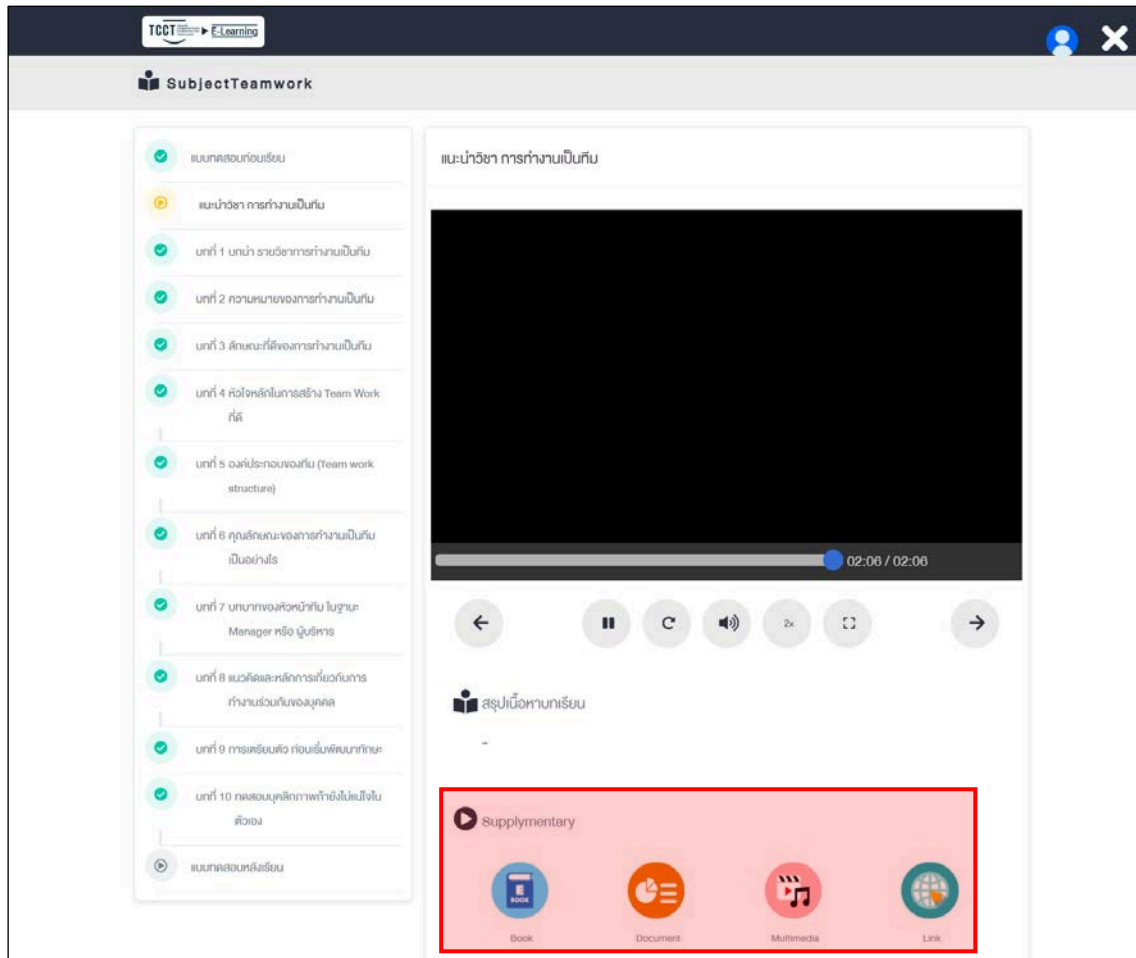 TCCT E-Learning
SubjectTeamwork
แบบทดสอบก่อนเรียน
แนะนำวิชา การทำงานเป็นทีม
บทที่ 1 บทนำ รายวิชาการทำงานเป็นทีม
บทที่ 2 ความหมายของการทำงานเป็นทีม
บทที่ 3 ลักษณะที่ดีของการทำงานเป็นทีม
บทที่ 4 หัวใจหลักในการสร้าง Team Work
ที่ดี
บทที่ 5 องค์ประกอบของทีม (Team work
structure)
บทที่ 6 คุณลักษณะของการทำงานเป็นทีม
เป็นอย่างไร
บทที่ 7 บทบาทของหัวหน้าทีม ในฐานะ
Manager หรือ ผู้บริหาร
บทที่ 8 แนวคิดและหลักการเกี่ยวกับการ
ทำงานร่วมกันของบุคคล
บทที่ 9 การเตรียมตัว ก่อนเริ่มพัฒนาทักษะ
บทที่ 10 ทดสอบบุคลิกภาพถ้ายังไม่แน่ใจใน
ตัวเอง
แบบทดสอบหลังเรียน
แนะนำวิชา การทำงานเป็นทีม
02:06 / 02:06
2x
สรุปเนื้อหาบทเรียน
-
Supplymentary
E
BOOK
Book
Document
Multimedia
Link